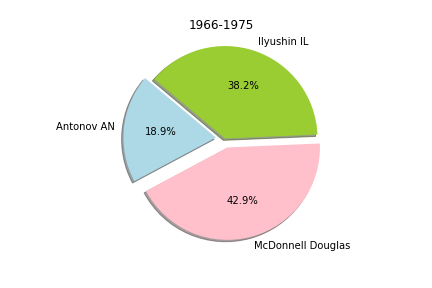 1966-1975
Ilyushin IL
38.2%
Antonov AN
18.9%
42.9%
McDonnell Douglas